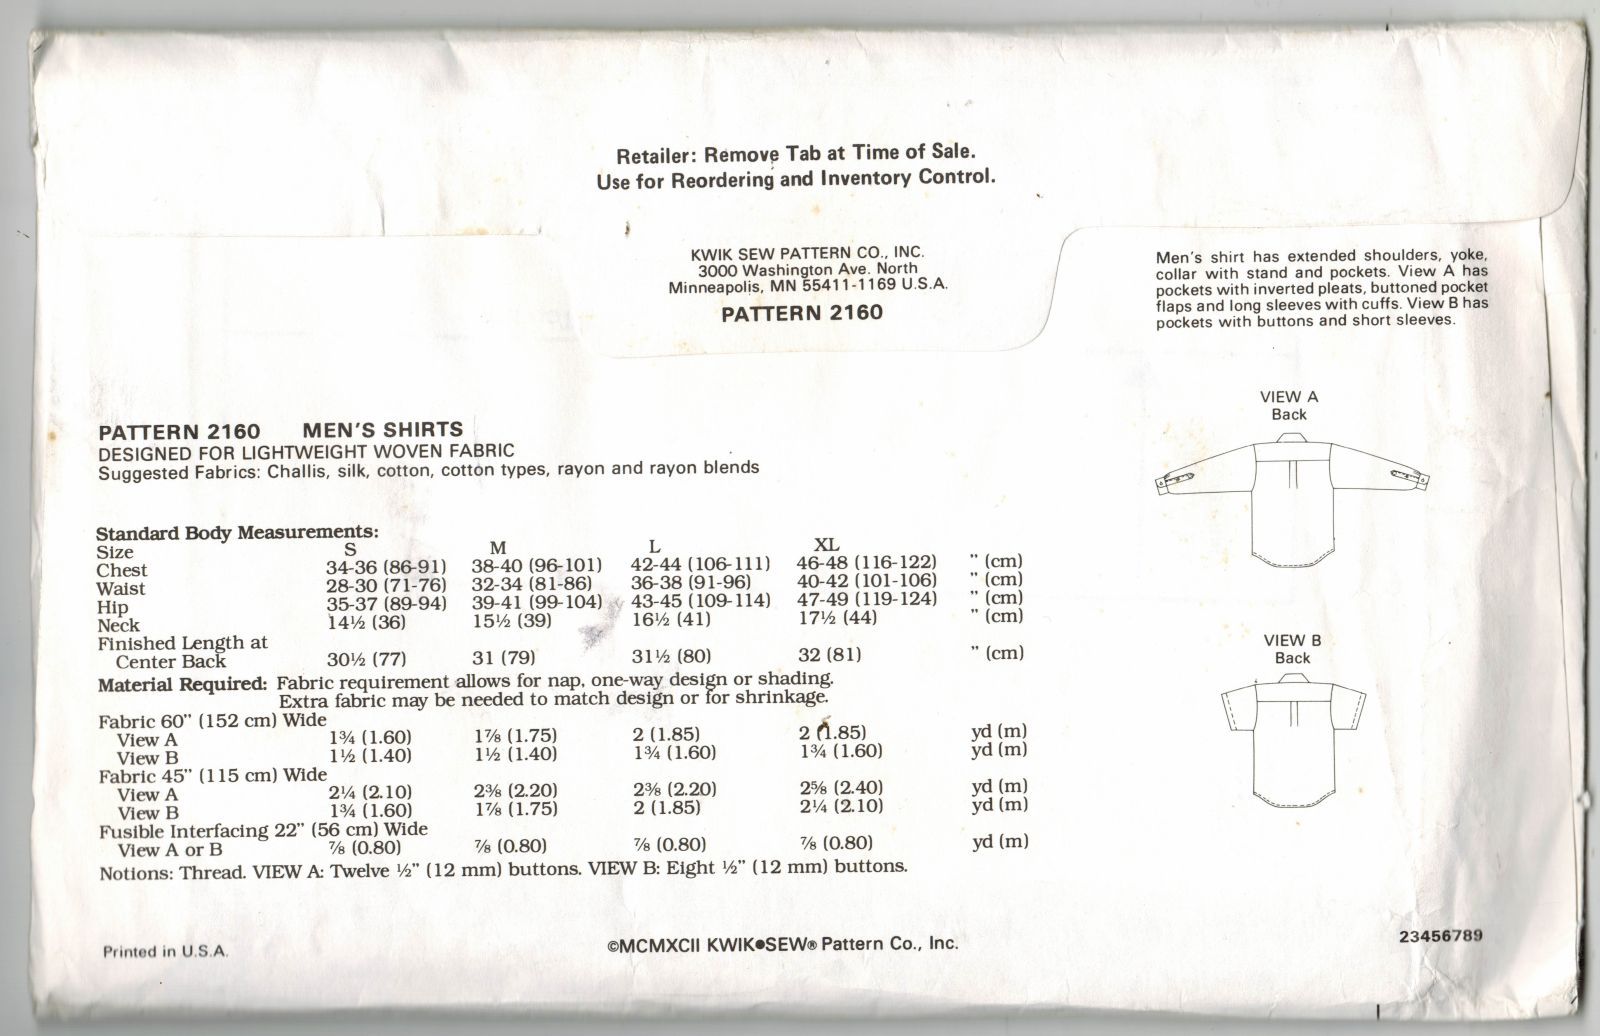 Retailer: Remove Tab at Time of Sale.
Use for Reordering and Inventory Control.
KWIK SEW PATTERN CO., INC.
3000 Washington Ave. North
Minneapolis, MN 55411-1169 U.S.A.
PATTERN 2160
Men's shirt has extended shoulders, yoke,
collar with stand and pockets. View A has
pockets with inverted pleats, buttoned pocket
flaps and long sleeves with cuffs. View B has
pockets with buttons and short sleeves.
VIEW A
Back
VIEW B
Back
PATTERN 2160 MEN'S SHIRTS
DESIGNED FOR LIGHTWEIGHT WOVEN FABRIC
Suggested Fabrics: Challis, silk, cotton, cotton types, rayon and rayon blends
Standard Body Measurements:
Size S M L XL
Chest 34-36 (86-91) 38-40 (96-101) 42-44 (106-111) 46-48 (116-122) " (cm)
Waist 28-30 (71-76) 32-34 (81-86) 36-38 (91-96) 40-42 (101-106) " (cm)
Hip 35-37 (89-94) 39-41 (99-104) 43-45 (109-114) 47-49 (119-124) " (cm)
Neck 14½ (36) 15½ (39) 16½ (41) 17½ (44) " (cm)
Finished Length at
Center Back 30½ (77) 31 (79) 31½ (80) 32 (81) " (cm)
Material Required: Fabric requirement allows for nap, one-way design or shading.
Extra fabric may be needed to match design or for shrinkage.
Fabric 60" (152 cm) Wide
View A 1¾ (1.60) 1⅞ (1.75) 2 (1.85) 2 (1.85) yd (m)
View B 1½ (1.40) 1½ (1.40) 1¾ (1.60) 1¾ (1.60) yd (m)
Fabric 45" (115 cm) Wide
View A 2¼ (2.10) 2⅜ (2.20) 2⅜ (2.20) 2⅝ (2.40) yd (m)
View B 1¾ (1.60) 1⅞ (1.75) 2 (1.85) 2¼ (2.10) yd (m)
Fusible Interfacing 22" (56 cm) Wide
View A or B ⅞ (0.80) ⅞ (0.80) ⅞ (0.80) ⅞ (0.80) yd (m)
Notions: Thread. VIEW A: Twelve ½" (12 mm) buttons. VIEW B: Eight ½" (12 mm) buttons.
Printed in U.S.A.
©MCMXCII KWIK●SEW® Pattern Co., Inc.
23456789